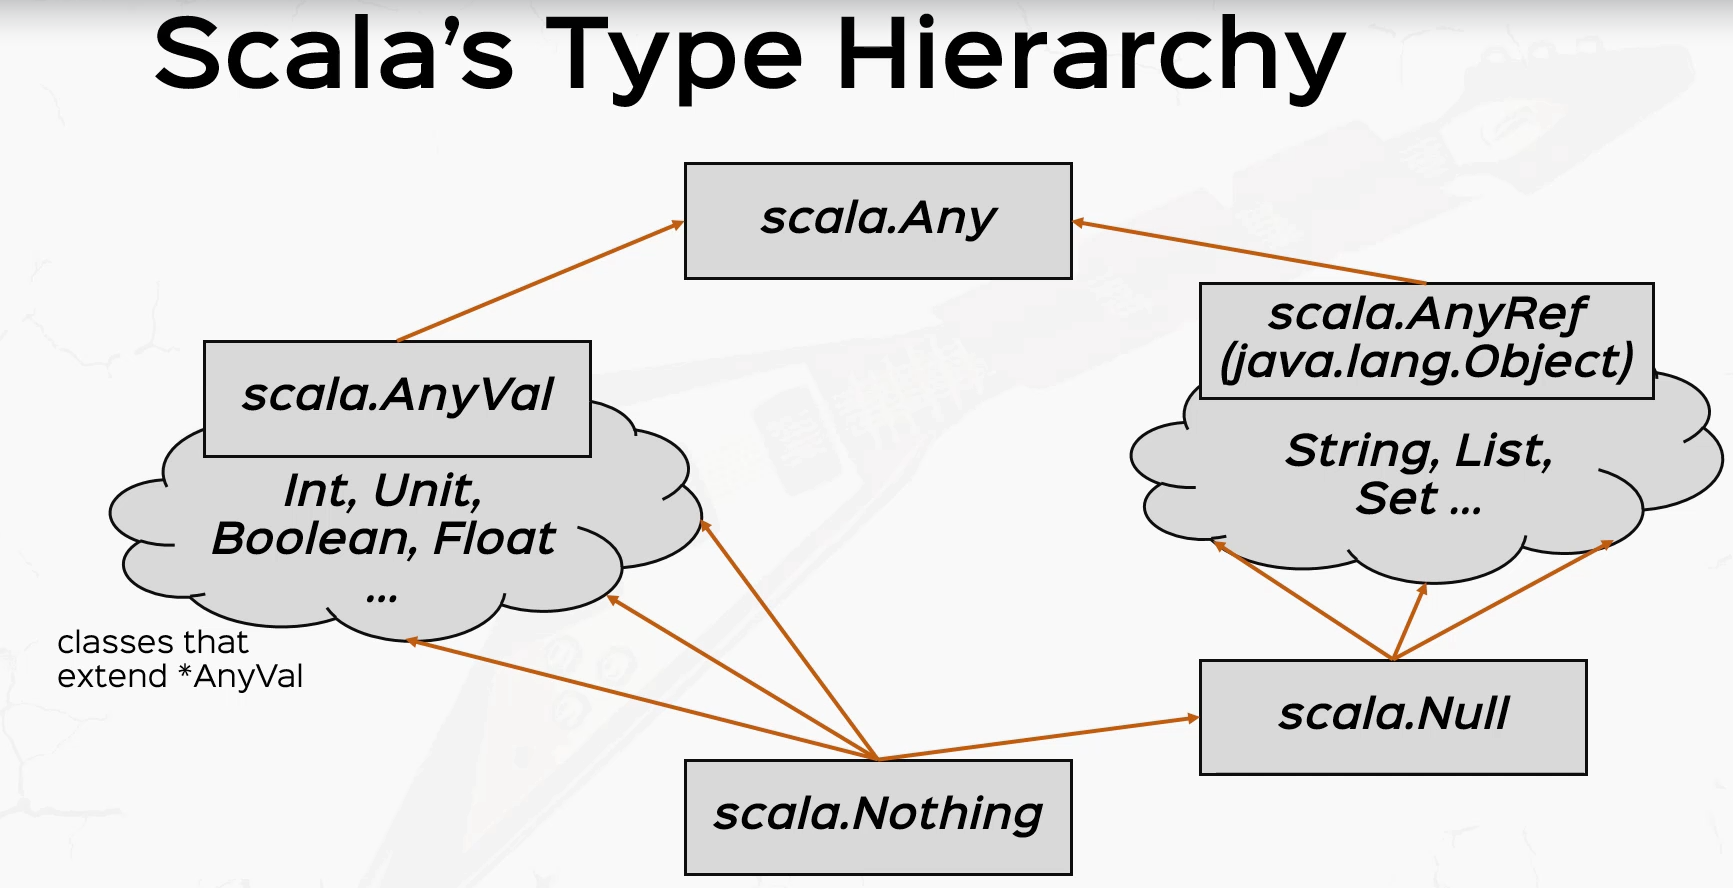 Scala’s Type Hierarchy
scala.Any
scala.AnyRef
(java.lang.Object)
scala.AnyVal
String, List,
Set ...
Int, Unit,
Boolean, Float
...
classes that
extend *AnyVal
scala.Null
scala.Nothing